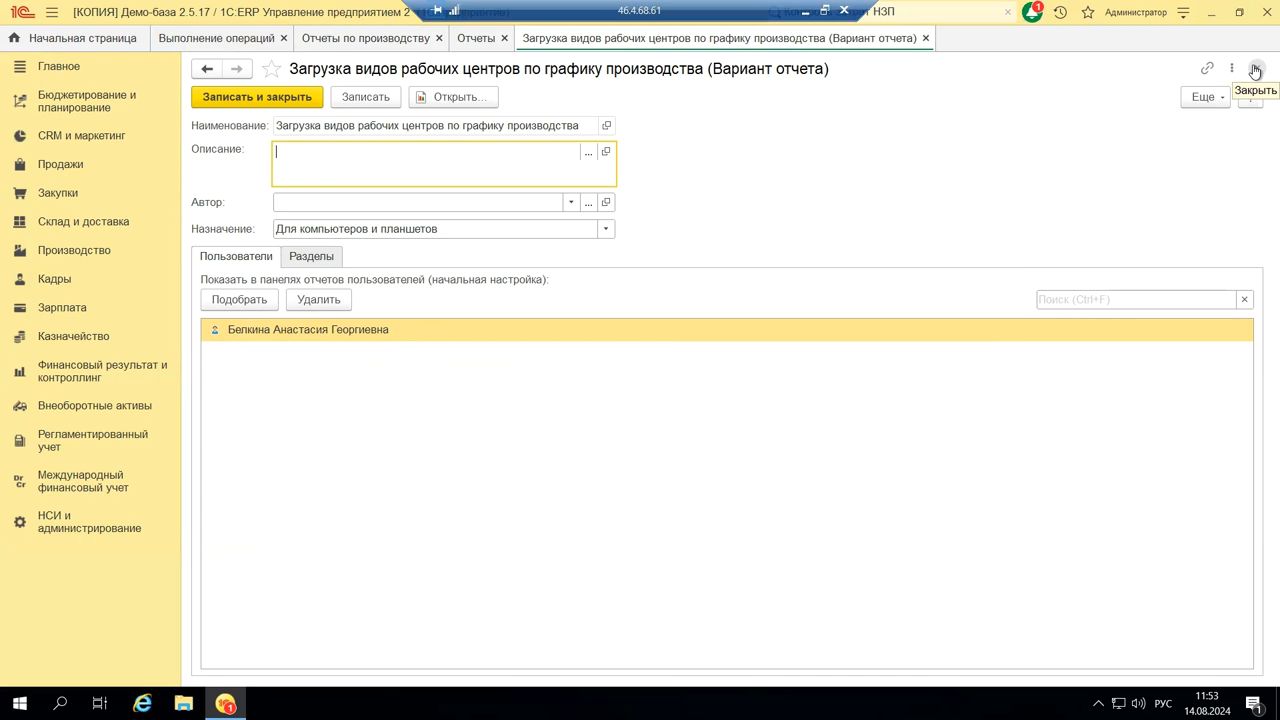 [КОПИЯ] Демо-база 2.5.17 / 1С:ERP Управление предприятием 2
46.4.68.61
НЗП
1
Администратор
Начальная страница
Выполнение операций
Отчеты по производству
Отчеты
Загрузка видов рабочих центров по графику производства (Вариант отчета)
Главное
Бюджетирование и
планирование
CRM и маркетинг
Продажи
Закупки
Склад и доставка
Производство
Кадры
Зарплата
Казначейство
Финансовый результат и
контроллинг
Внеоборотные активы
Регламентированный
учет
Международный
финансовый учет
НСИ и
администрирование
Загрузка видов рабочих центров по графику производства (Вариант отчета)
Закрыть
Записать и закрыть
Записать
Открыть...
Еще
Наименование:
Загрузка видов рабочих центров по графику производства
Описание:
Автор:
Назначение:
Для компьютеров и планшетов
Пользователи
Разделы
Показать в панелях отчетов пользователей (начальная настройка):
Подобрать
Удалить
Поиск (Ctrl+F)
Белкина Анастасия Георгиевна
1
РУС
11:53
14.08.2024
1